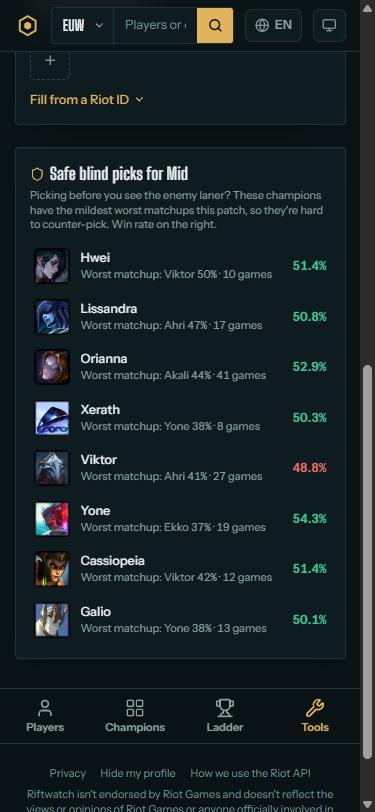 EUW
Players or
EN
+
Fill from a Riot ID
Safe blind picks for Mid
Picking before you see the enemy laner? These champions
have the mildest worst matchups this patch, so they're hard
to counter-pick. Win rate on the right.
Hwei
Worst matchup: Viktor 50% · 10 games
51.4%
Lissandra
Worst matchup: Ahri 47% · 17 games
50.8%
Orianna
Worst matchup: Akali 44% · 41 games
52.9%
Xerath
Worst matchup: Yone 38% · 8 games
50.3%
Viktor
Worst matchup: Ahri 41% · 27 games
48.8%
Yone
Worst matchup: Ekko 37% · 19 games
54.3%
Cassiopeia
Worst matchup: Viktor 42% · 12 games
51.4%
Galio
Worst matchup: Yone 38% · 13 games
50.1%
Players
Champions
Ladder
Tools
Privacy Hide my profile How we use the Riot API
Riftwatch isn't endorsed by Riot Games and doesn't reflect the
views or opinions of Riot Games or anyone officially involved in